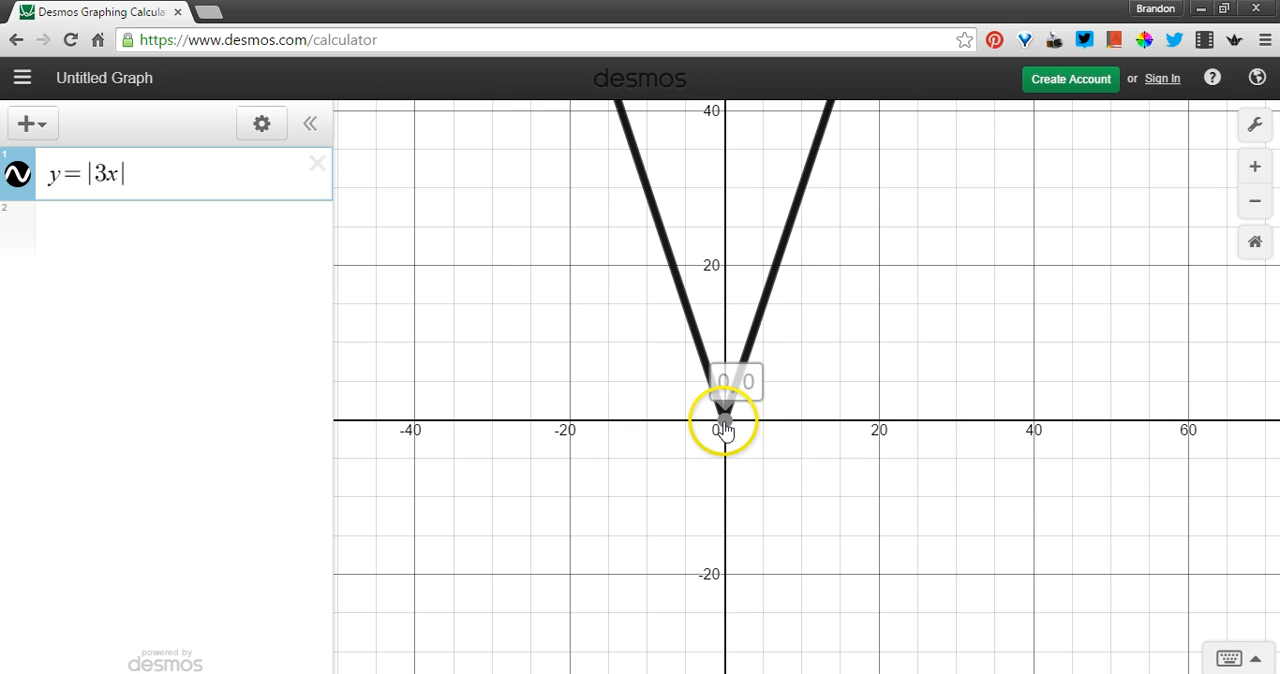 Desmos Graphing Calcula
Brandon
https://www.desmos.com/calculator
Untitled Graph
desmos
Create Account or Sign In
1
y = |3x|
2
40
20
0, 0
-40 -20 0 20 40 60
-20
powered by
desmos